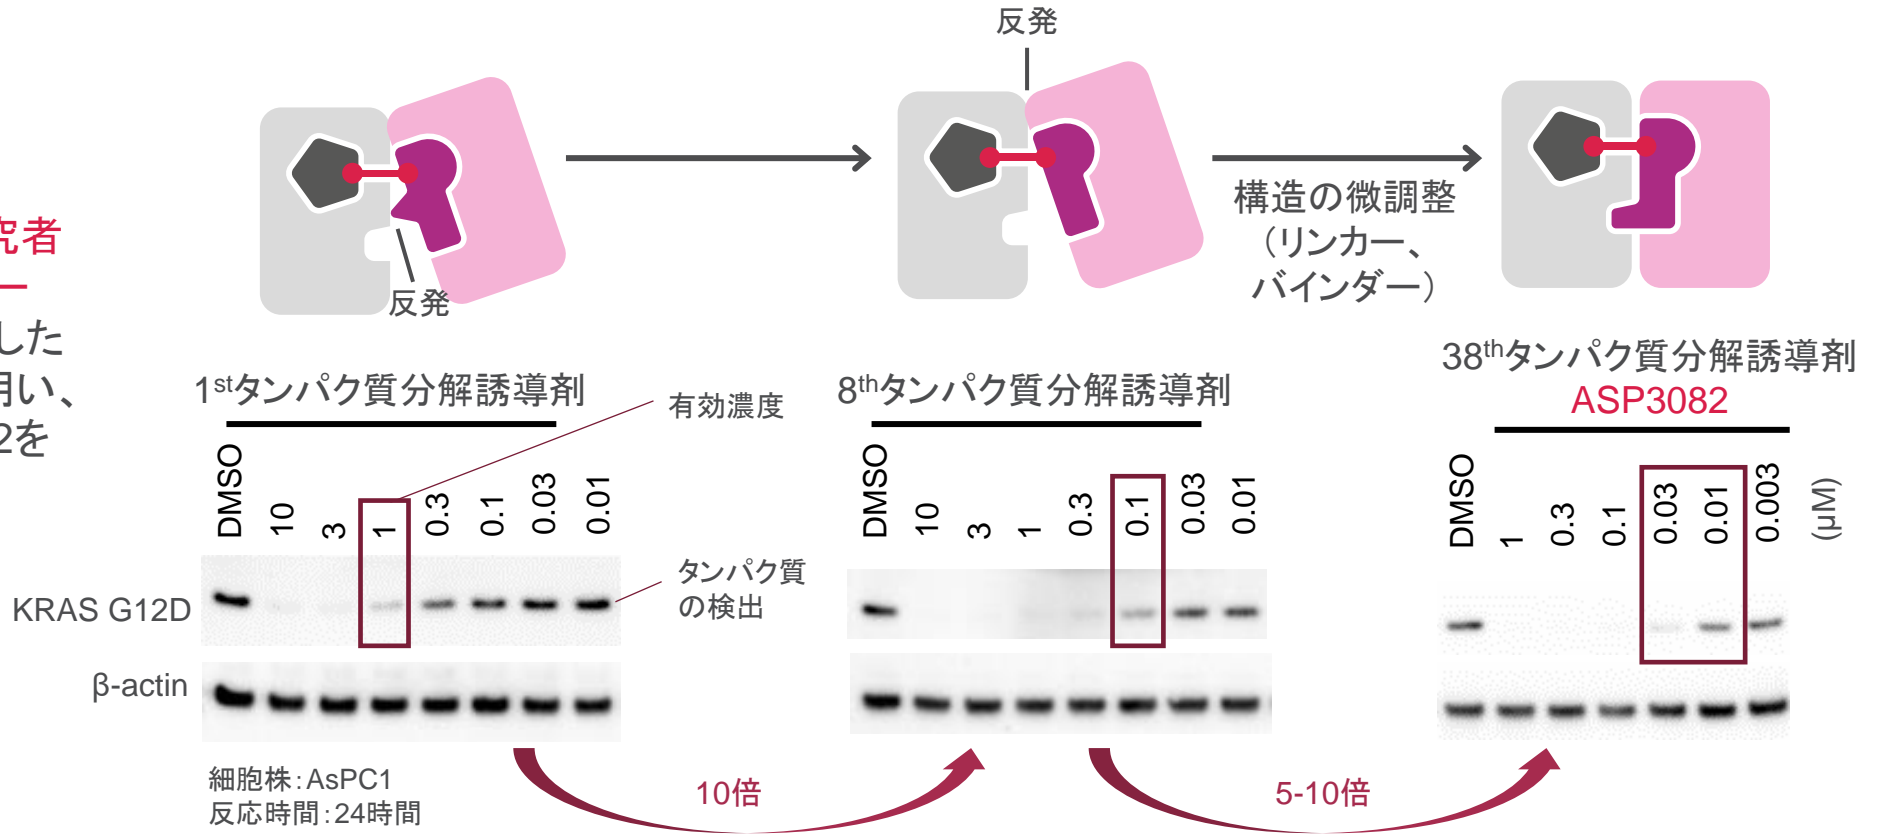 反発
反発
構造の微調整
（リンカー、
バインダー）
究者
ー
した
用い、
2を
1stタンパク質分解誘導剤
有効濃度
8thタンパク質分解誘導剤
38thタンパク質分解誘導剤
ASP3082
DMSO 10 3 1 0.3 0.1 0.03 0.01
DMSO 10 3 1 0.3 0.1 0.03 0.01
DMSO 1 0.3 0.1 0.03 0.01 0.003 (μM)
タンパク質
の検出
KRAS G12D
β-actin
細胞株：AsPC1
反応時間：24時間
10倍
5-10倍